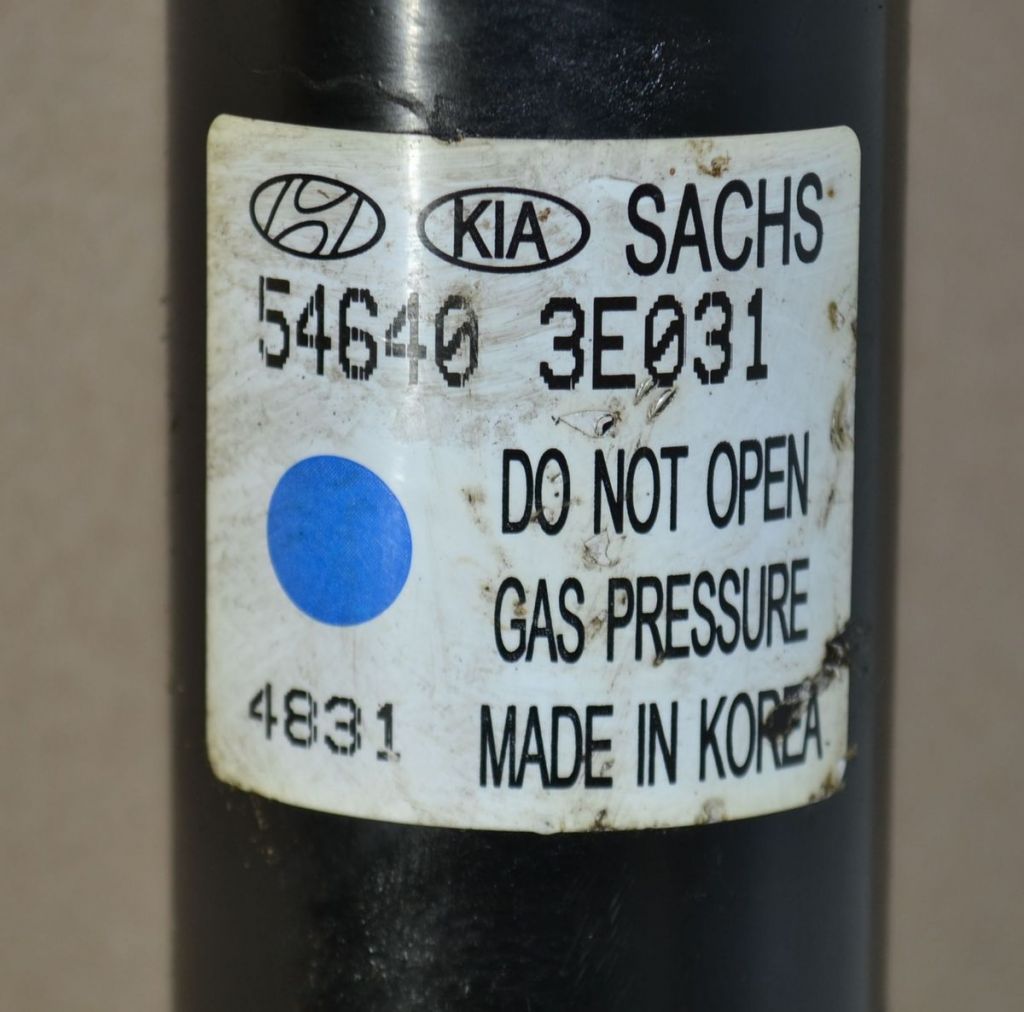 KIA SACHS
54640 3E031
DO NOT OPEN
GAS PRESSURE
4831 MADE IN KOREA